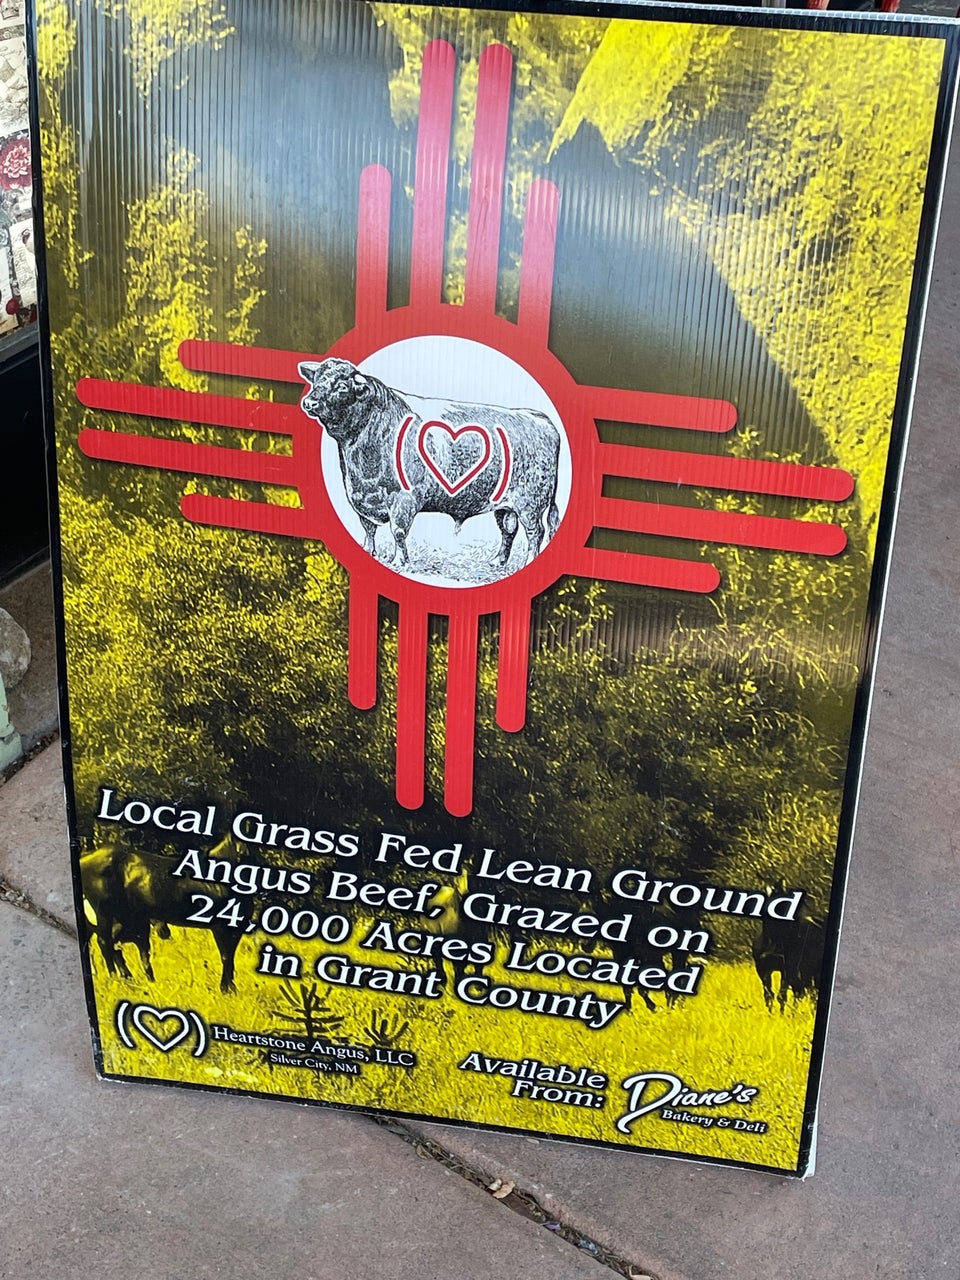 Local Grass Fed Lean Ground
Angus Beef, Grazed on
24,000 Acres Located
in Grant County
Heartstone Angus, LLC
Silver City, NM
Available
From:
Diane's
Bakery & Deli